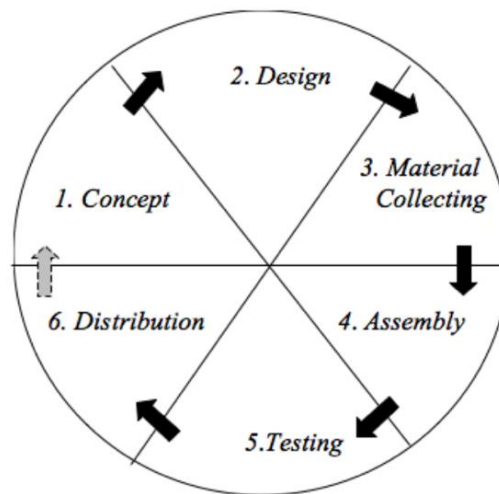 1. Concept
2. Design
3. Material
Collecting
4. Assembly
5.Testing
6. Distribution